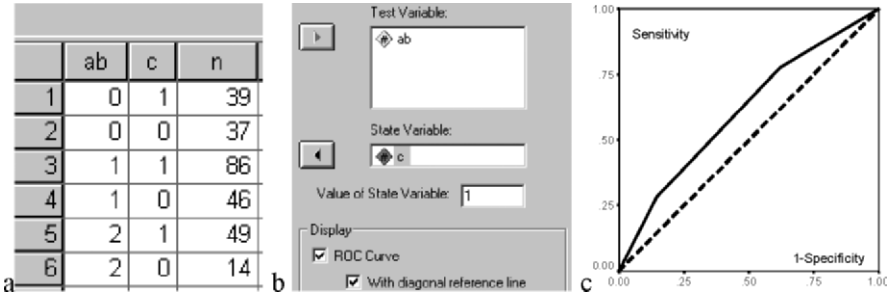 ab c n
1 0 1 39
2 0 0 37
3 1 1 86
4 1 0 46
5 2 1 49
6 2 0 14
a
Test Variable:
ab
State Variable:
c
Value of State Variable: 1
Display
ROC Curve
With diagonal reference line
b
1.00
Sensitivity
.75
.50
.25
0.00
1-Specificity
0.00 .25 .50 .75 1.00
c